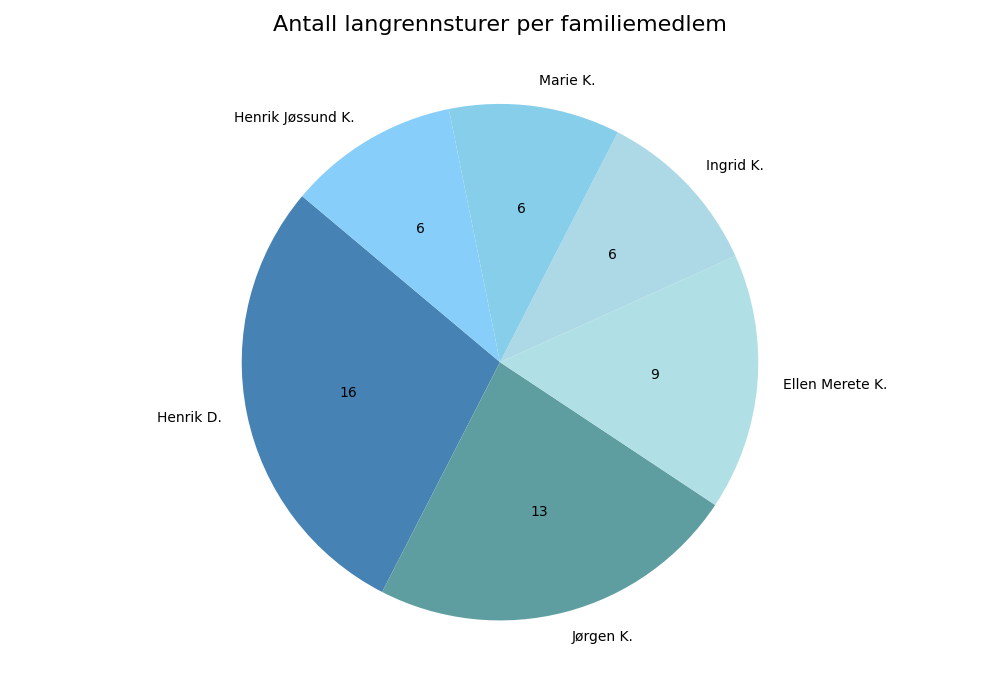 Antall langrennsturer per familiemedlem
Marie K.
Henrik Jøssund K.
Ingrid K.
6
6
6
9
Ellen Merete K.
16
Henrik D.
13
Jørgen K.